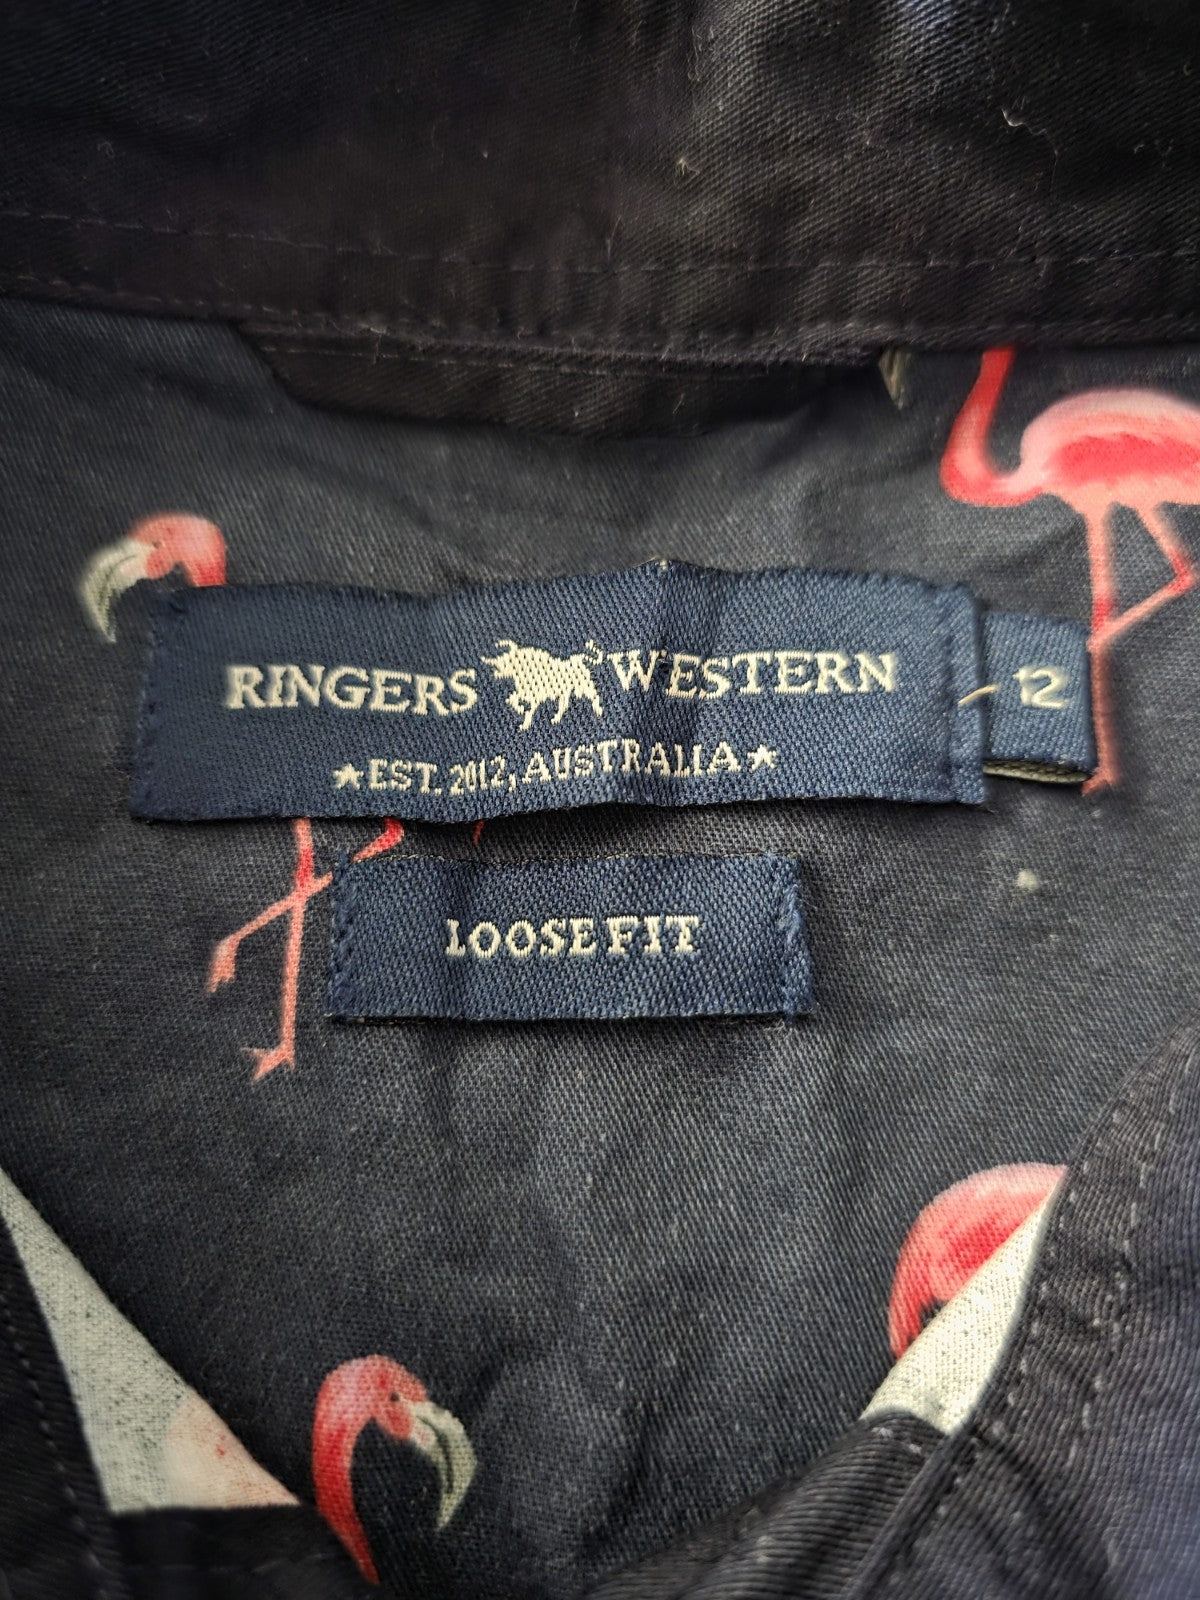 RINGERS WESTERN
★EST. 2012, AUSTRALIA★
12
LOOSE FIT